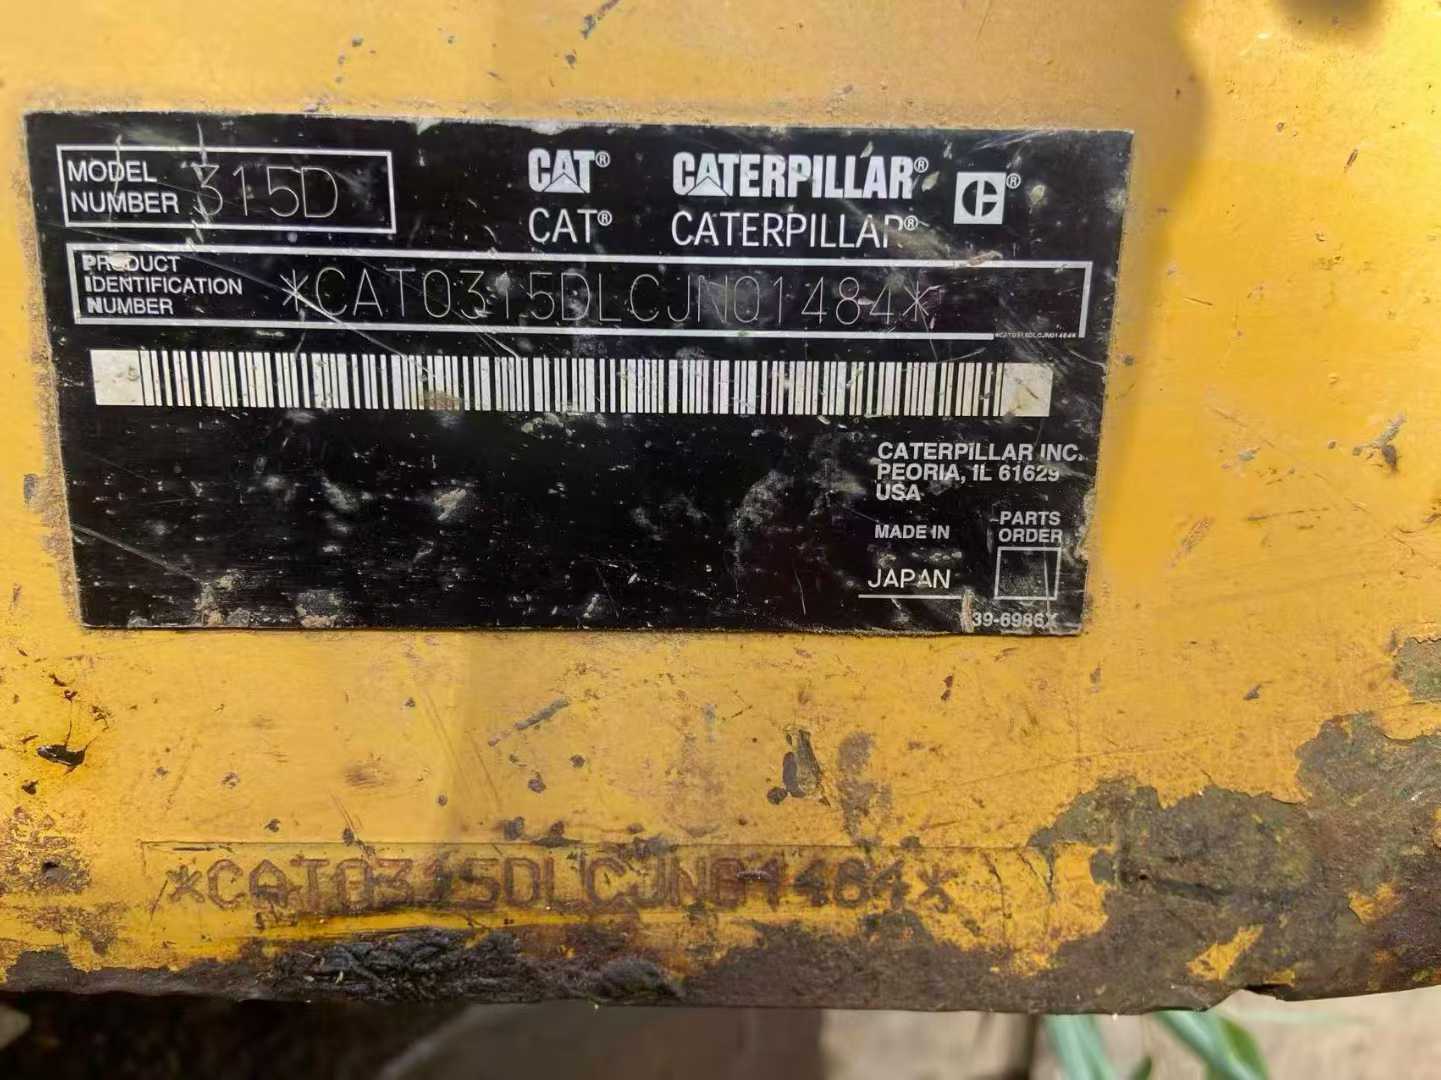 MODEL NUMBER 315D
CAT® CATERPILLAR® C®
CAT® CATERPILLAR®
PRODUCT IDENTIFICATION NUMBER *CAT0315DLCJN01484*
*CAT0315DLCJN01484*
CATERPILLAR INC.
PEORIA, IL 61629
USA
MADE IN
JAPAN
PARTS
ORDER
39-6986X
*CAT0315DLCJN01484*